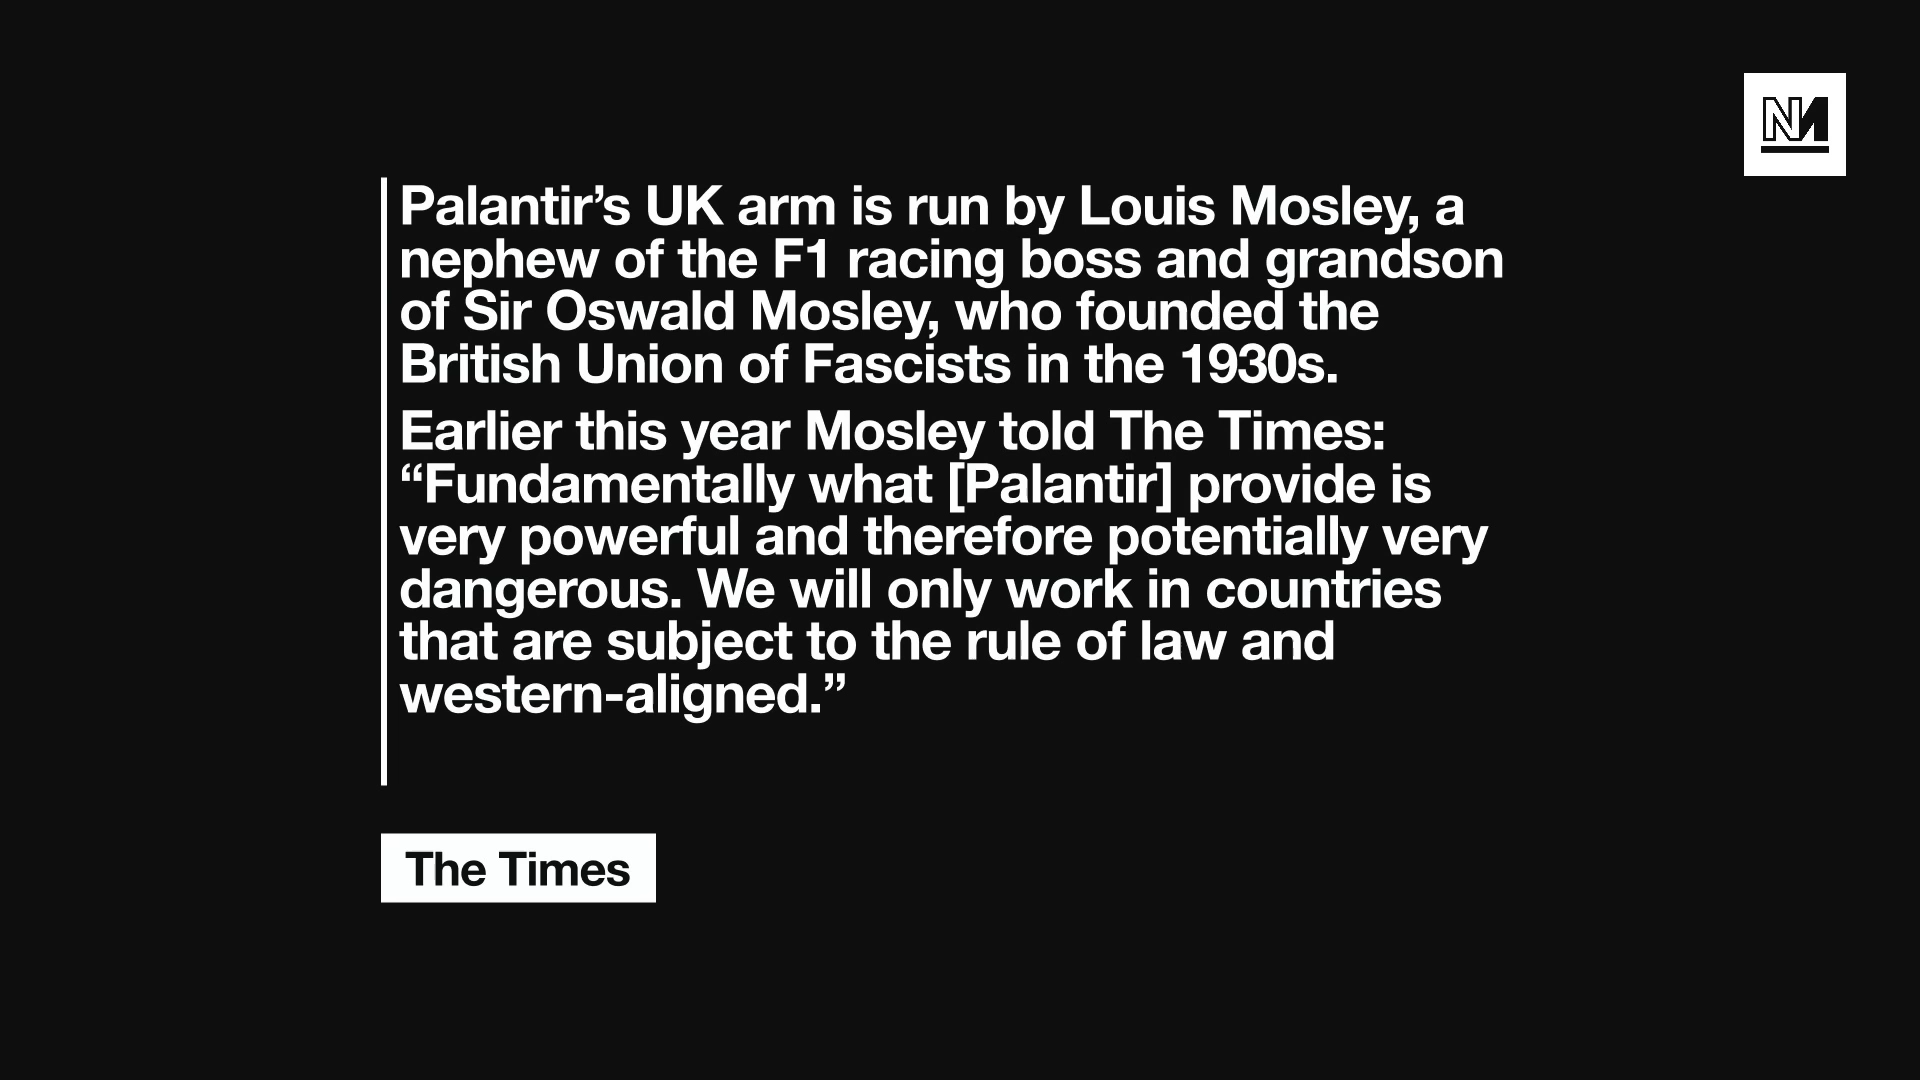 NM
Palantir’s UK arm is run by Louis Mosley, a
nephew of the F1 racing boss and grandson
of Sir Oswald Mosley, who founded the
British Union of Fascists in the 1930s.
Earlier this year Mosley told The Times:
“Fundamentally what [Palantir] provide is
very powerful and therefore potentially very
dangerous. We will only work in countries
that are subject to the rule of law and
western-aligned.”
The Times